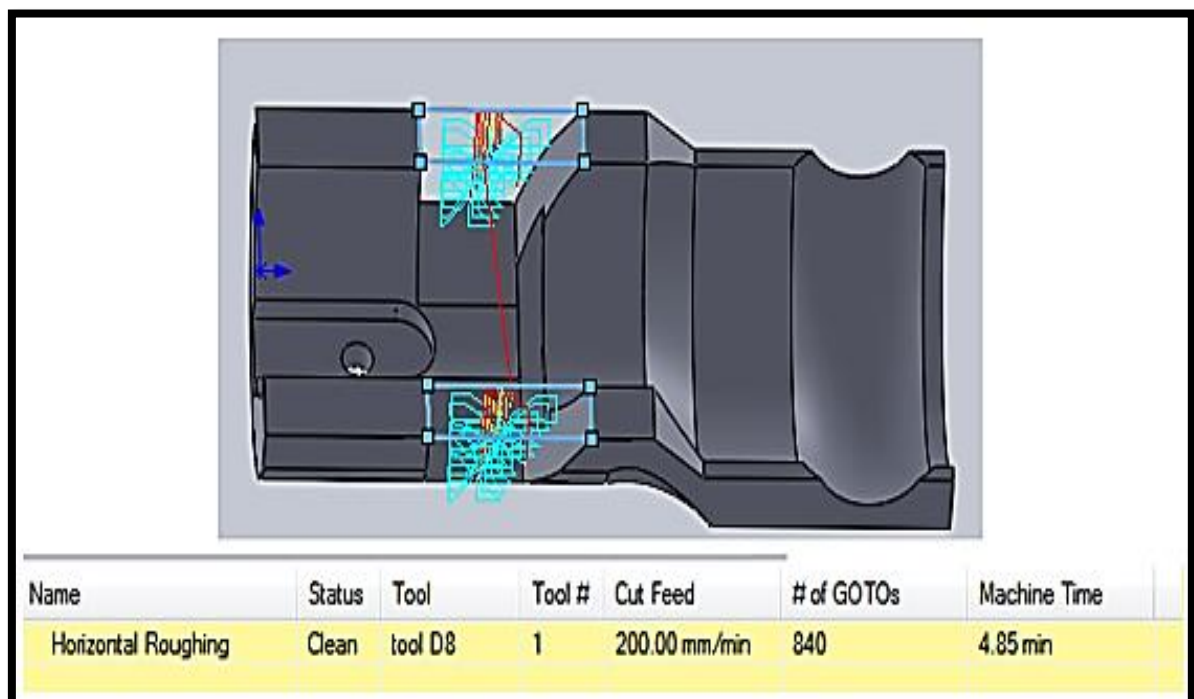 Name Status Tool Tool # Cut Feed # of GOTOs Machine Time
Horizontal Roughing Clean tool D8 1 200.00 mm/min 840 4.85 min